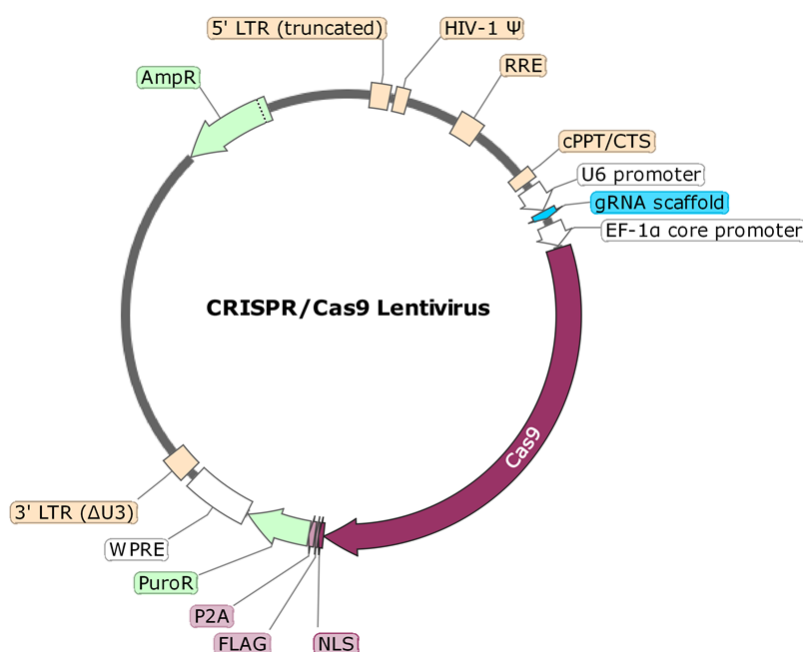 5' LTR (truncated)
HIV-1 Ψ
AmpR
RRE
cPPT/CTS
U6 promoter
gRNA scaffold
EF-1α core promoter
CRISPR/Cas9 Lentivirus
Cas9
3' LTR (ΔU3)
WPRE
PuroR
P2A
FLAG
NLS